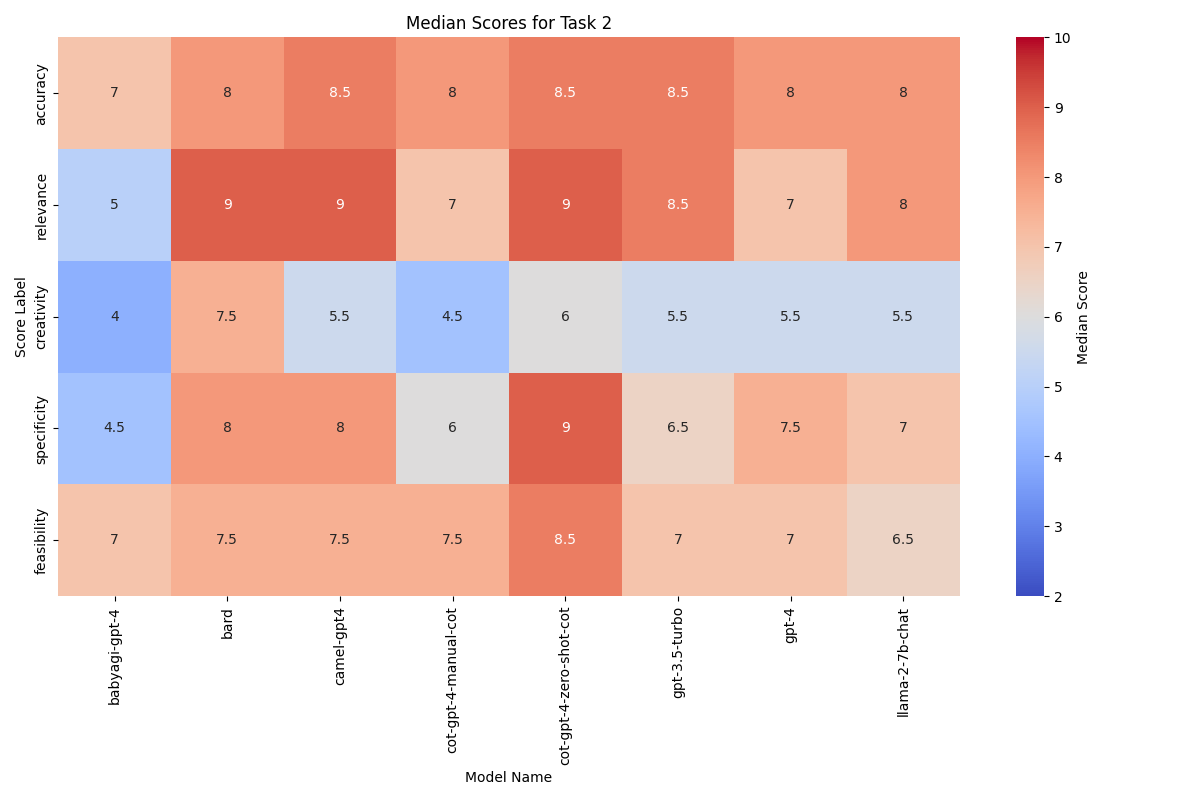 Median Scores for Task 2
Score Label
accuracy
7 8 8.5 8 8.5 8.5 8 8
relevance
5 9 9 7 9 8.5 7 8
creativity
4 7.5 5.5 4.5 6 5.5 5.5 5.5
specificity
4.5 8 8 6 9 6.5 7.5 7
feasibility
7 7.5 7.5 7.5 8.5 7 7 6.5
babyagi-gpt-4
bard
camel-gpt4
cot-gpt-4-manual-cot
cot-gpt-4-zero-shot-cot
gpt-3.5-turbo
gpt-4
llama-2-7b-chat
Model Name
10
9
8
7
6
5
4
3
2
Median Score